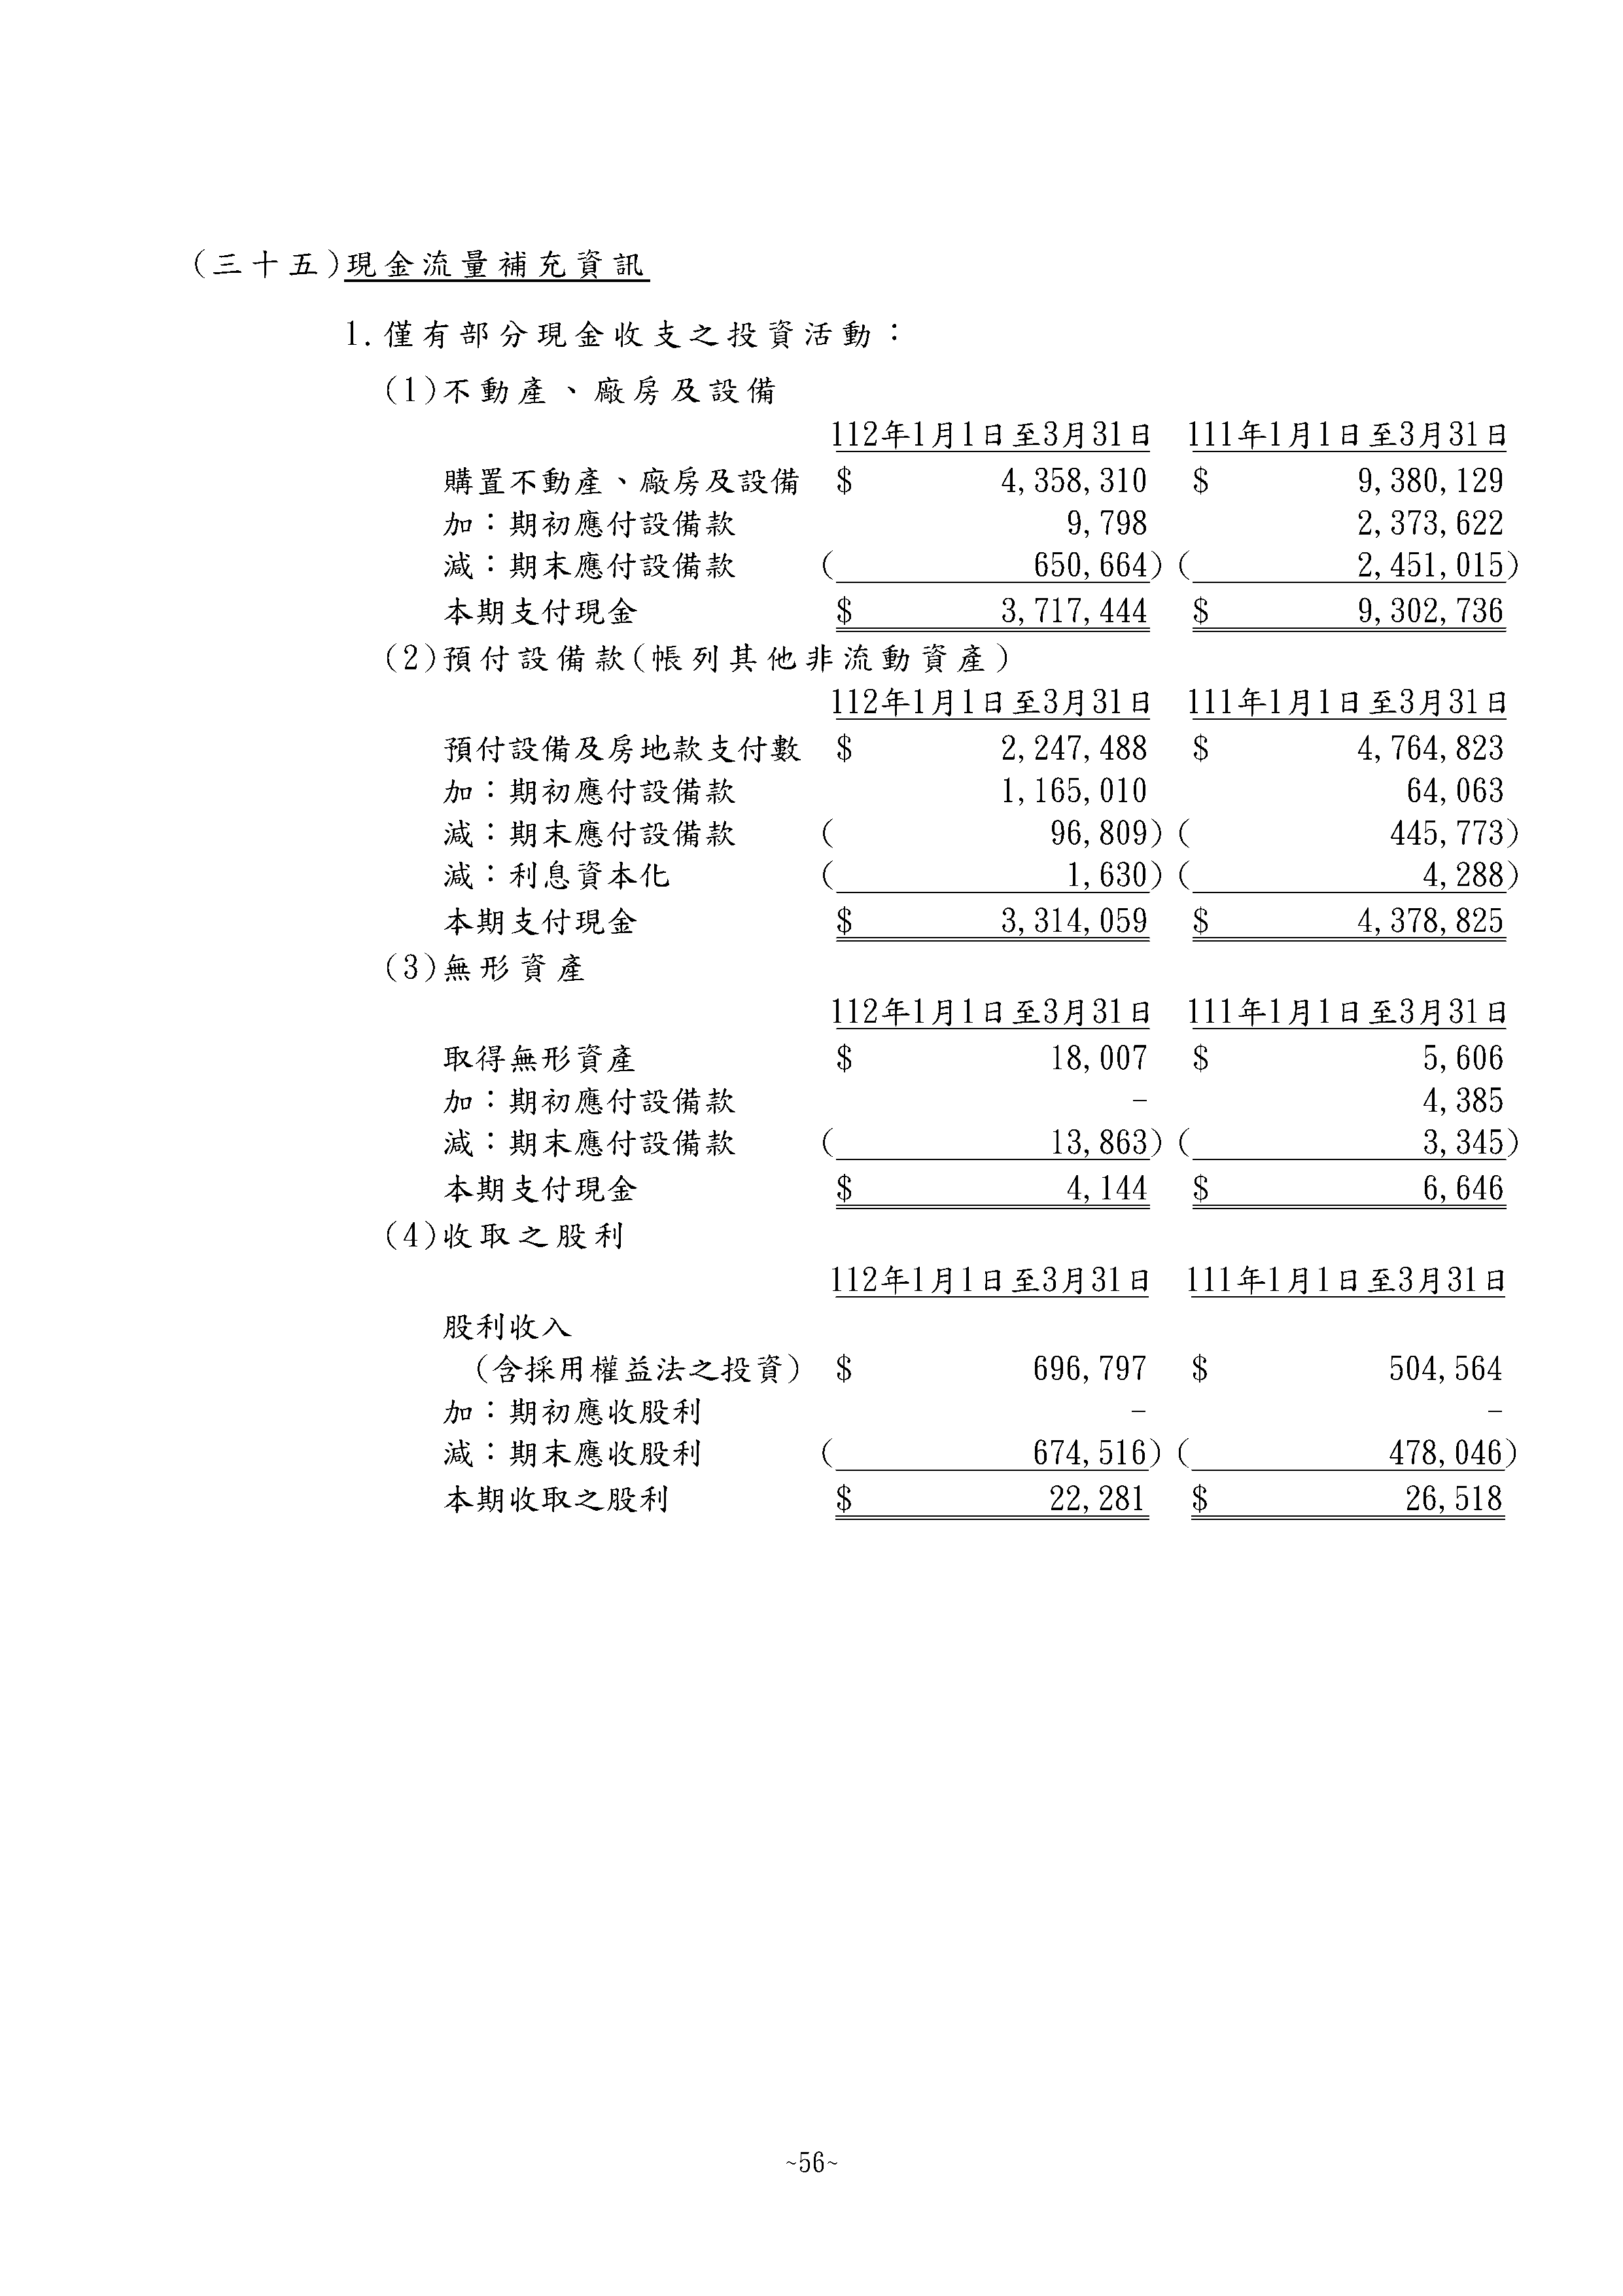 (三十五)現金流量補充資訊
1.僅有部分現金收支之投資活動：
(1)不動產、廠房及設備
112年1月1日至3月31日 111年1月1日至3月31日
購置不動產、廠房及設備 $ 4,358,310 $ 9,380,129
加：期初應付設備款 9,798 2,373,622
減：期末應付設備款 ( 650,664) ( 2,451,015)
本期支付現金 $ 3,717,444 $ 9,302,736
(2)預付設備款(帳列其他非流動資產)
112年1月1日至3月31日 111年1月1日至3月31日
預付設備及房地款支付數 $ 2,247,488 $ 4,764,823
加：期初應付設備款 1,165,010 64,063
減：期末應付設備款 ( 96,809) ( 445,773)
減：利息資本化 ( 1,630) ( 4,288)
本期支付現金 $ 3,314,059 $ 4,378,825
(3)無形資產
112年1月1日至3月31日 111年1月1日至3月31日
取得無形資產 $ 18,007 $ 5,606
加：期初應付設備款 - 4,385
減：期末應付設備款 ( 13,863) ( 3,345)
本期支付現金 $ 4,144 $ 6,646
(4)收取之股利
112年1月1日至3月31日 111年1月1日至3月31日
股利收入
(含採用權益法之投資) $ 696,797 $ 504,564
加：期初應收股利 - -
減：期末應收股利 ( 674,516) ( 478,046)
本期收取之股利 $ 22,281 $ 26,518
~56~